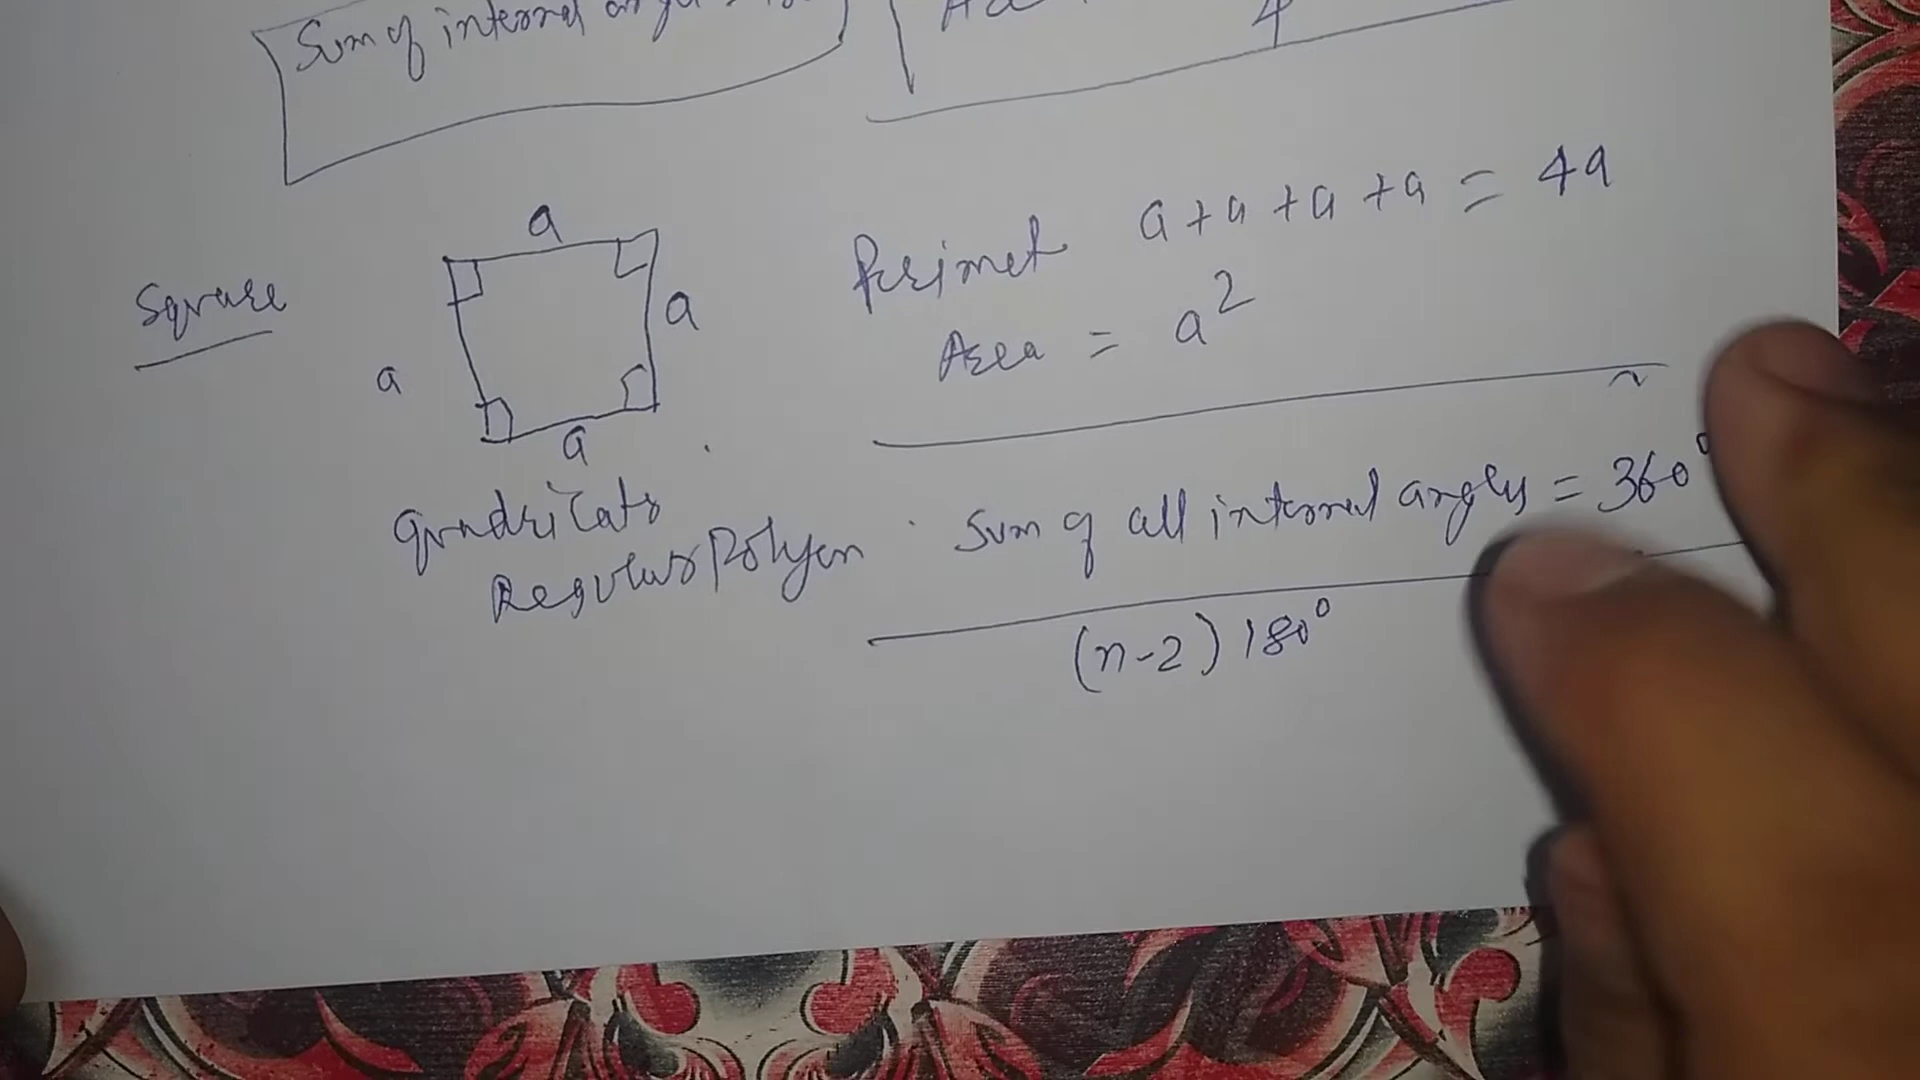 Sum of internal
4
a
Square
a
a
a
Perimet a + a + a + a = 4a
Area = a²
Regular Polygon
Sum of all internal angles = 360°
(n-2) 180°